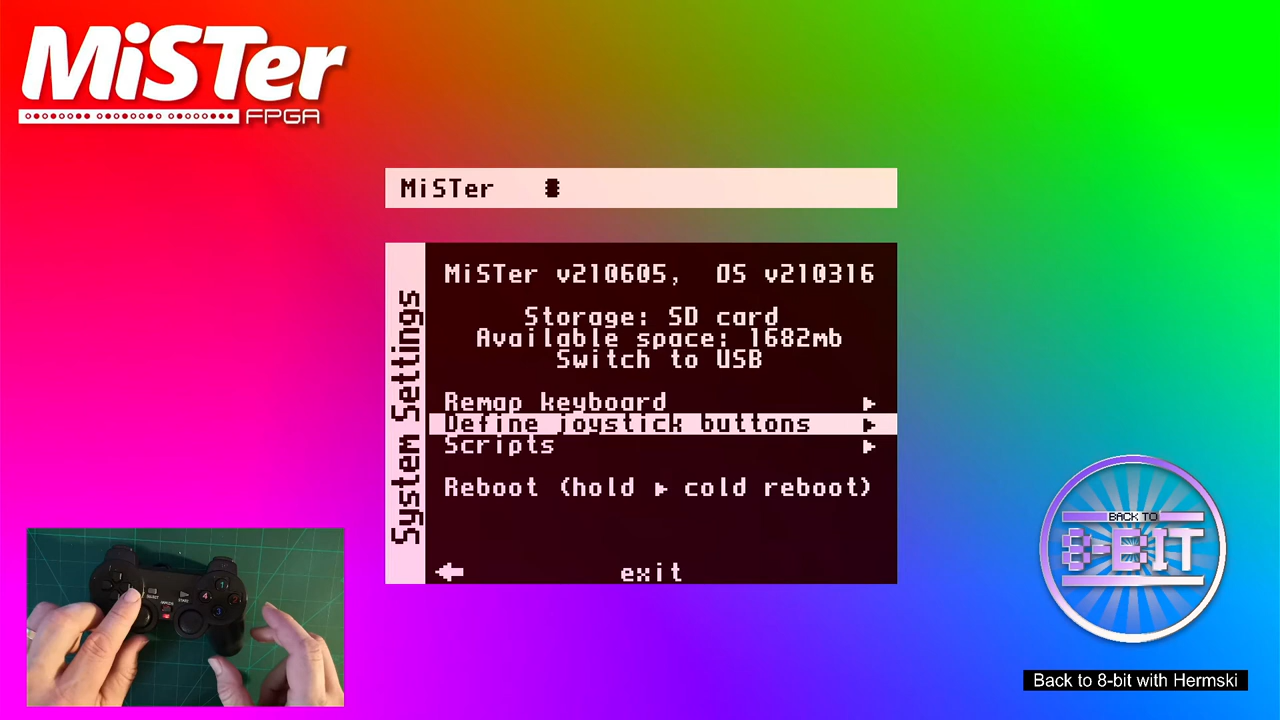 MiSTer
FPGA
MiSTer
System Settings
MiSTer v210605, OS v210316
Storage: SD card
Available space: 1682mb
Switch to USB
Remap keyboard
Define joystick buttons
Scripts
Reboot (hold ► cold reboot)
exit
BACK TO
8-BIT
Back to 8-bit with Hermski